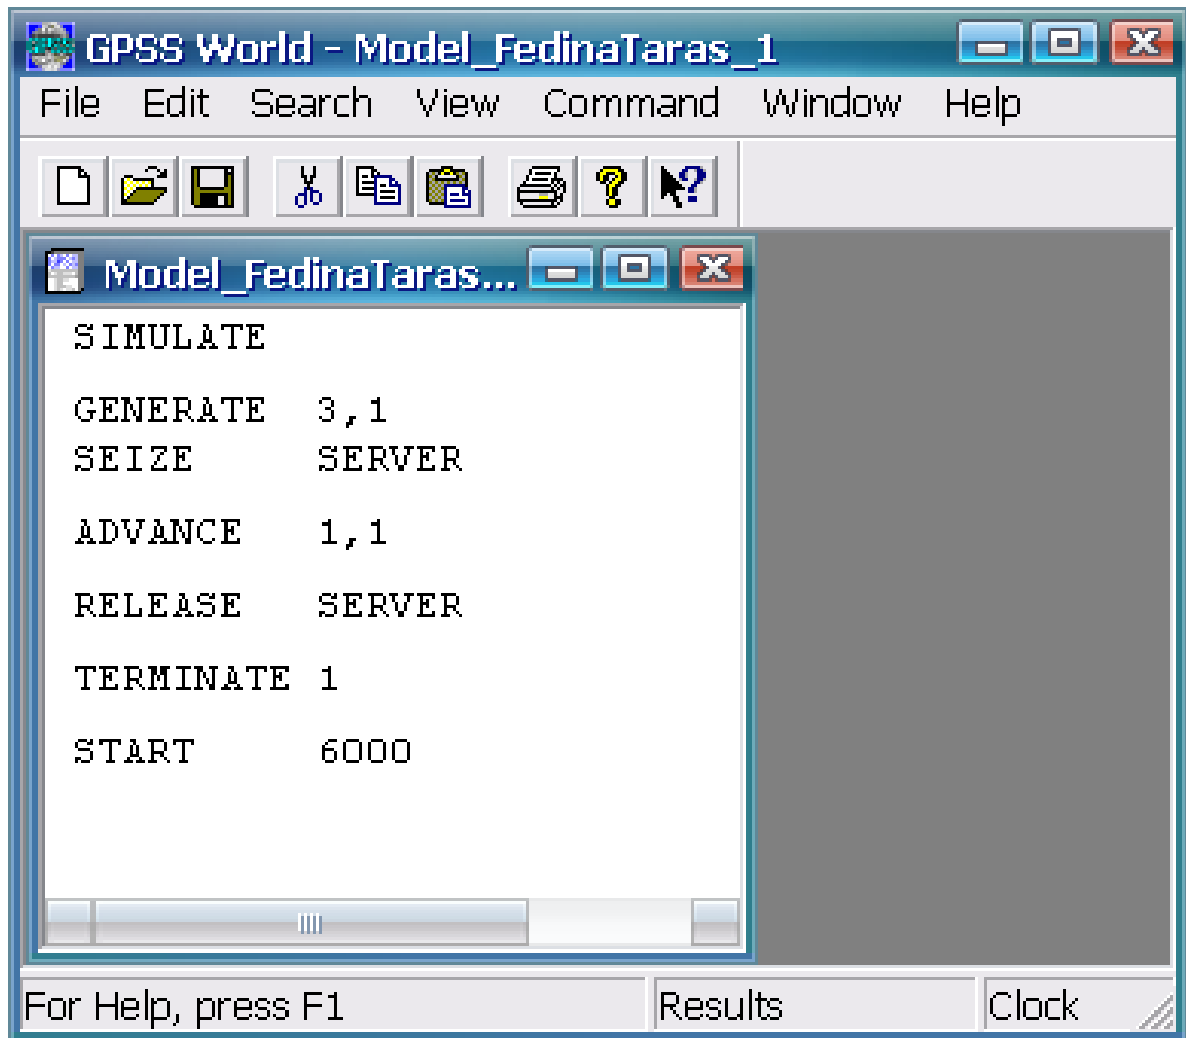 GPSS World - Model_FedinaTaras_1
File Edit Search View Command Window Help
Model_FedinaTaras...
SIMULATE
GENERATE 3,1
SEIZE SERVER
ADVANCE 1,1
RELEASE SERVER
TERMINATE 1
START 6000
For Help, press F1 Results Clock